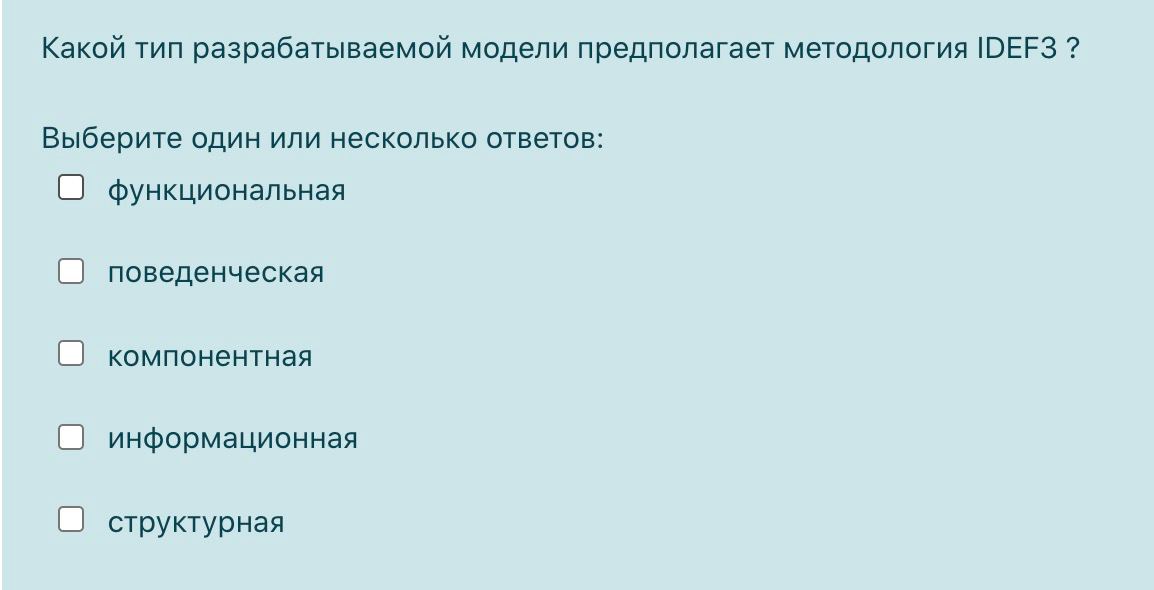 Какой тип разрабатываемой модели предполагает методология IDEF3 ?
Выберите один или несколько ответов:
функциональная
поведенческая
компонентная
информационная
структурная